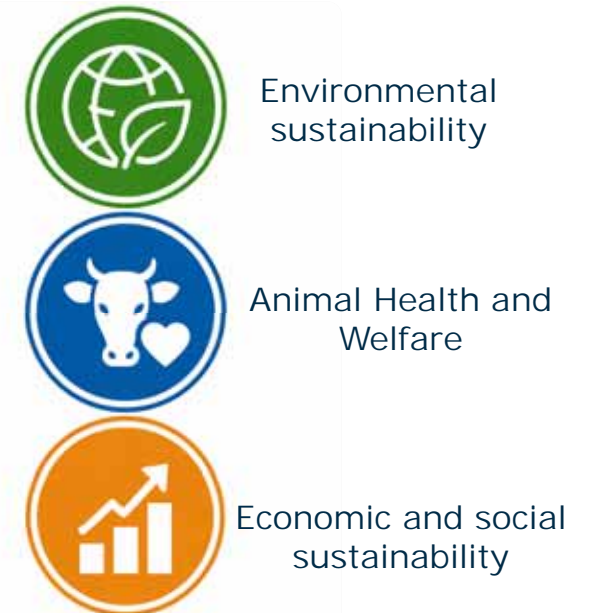 Environmental
sustainability
Animal Health and
Welfare
Economic and social
sustainability